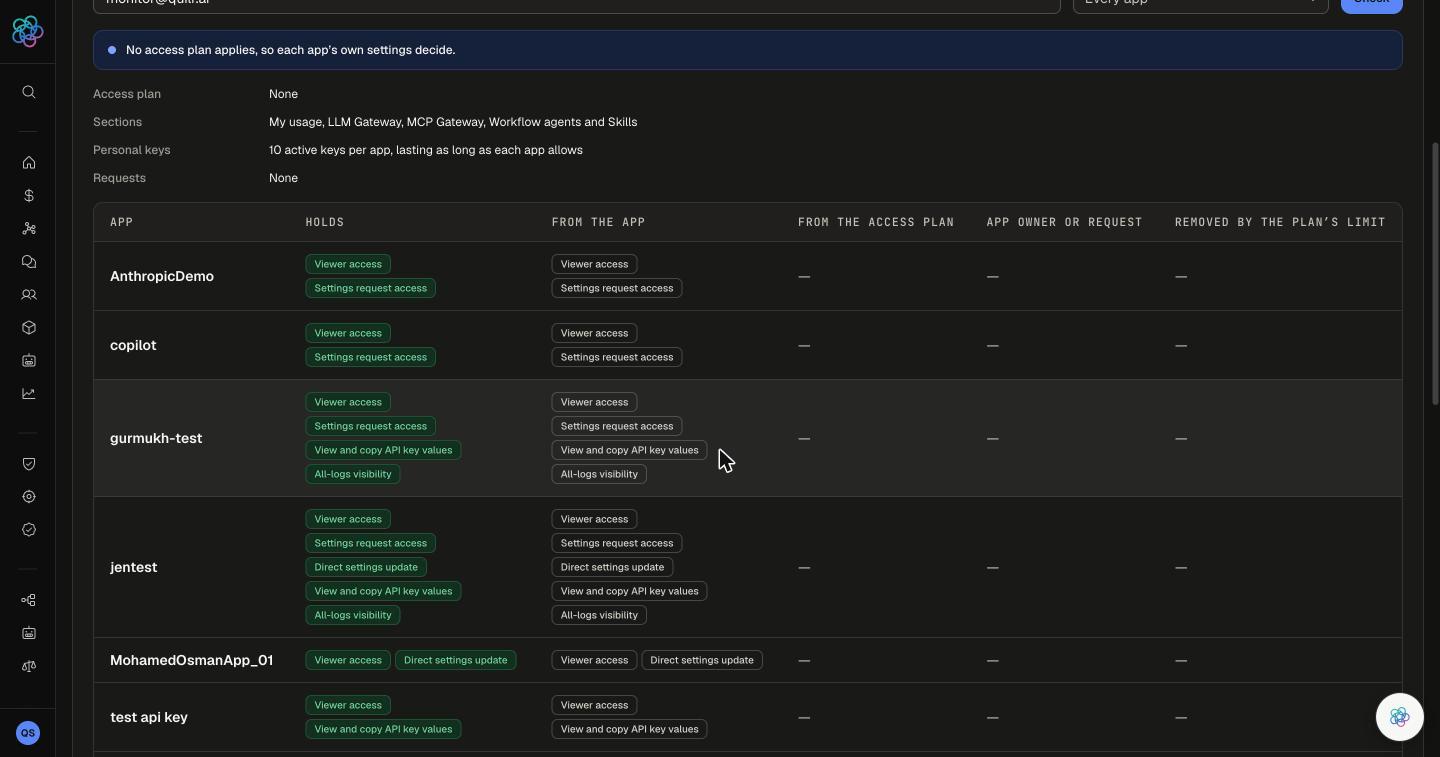 monitor@quilr.ai
Every app
Check
No access plan applies, so each app's own settings decide.
Access plan None
Sections My usage, LLM Gateway, MCP Gateway, Workflow agents and Skills
Personal keys 10 active keys per app, lasting as long as each app allows
Requests None
APP HOLDS FROM THE APP FROM THE ACCESS PLAN APP OWNER OR REQUEST REMOVED BY THE PLAN'S LIMIT
Viewer access Viewer access
AnthropicDemo — — —
Settings request access Settings request access
Viewer access Viewer access
copilot — — —
Settings request access Settings request access
Viewer access Viewer access
Settings request access Settings request access
gurmukh-test — — —
View and copy API key values View and copy API key values
All-logs visibility All-logs visibility
Viewer access Viewer access
Settings request access Settings request access
jentest Direct settings update Direct settings update — — —
View and copy API key values View and copy API key values
All-logs visibility All-logs visibility
MohamedOsmanApp_01 Viewer access Direct settings update Viewer access Direct settings update — — —
Viewer access Viewer access
test api key — — —
View and copy API key values View and copy API key values
QS